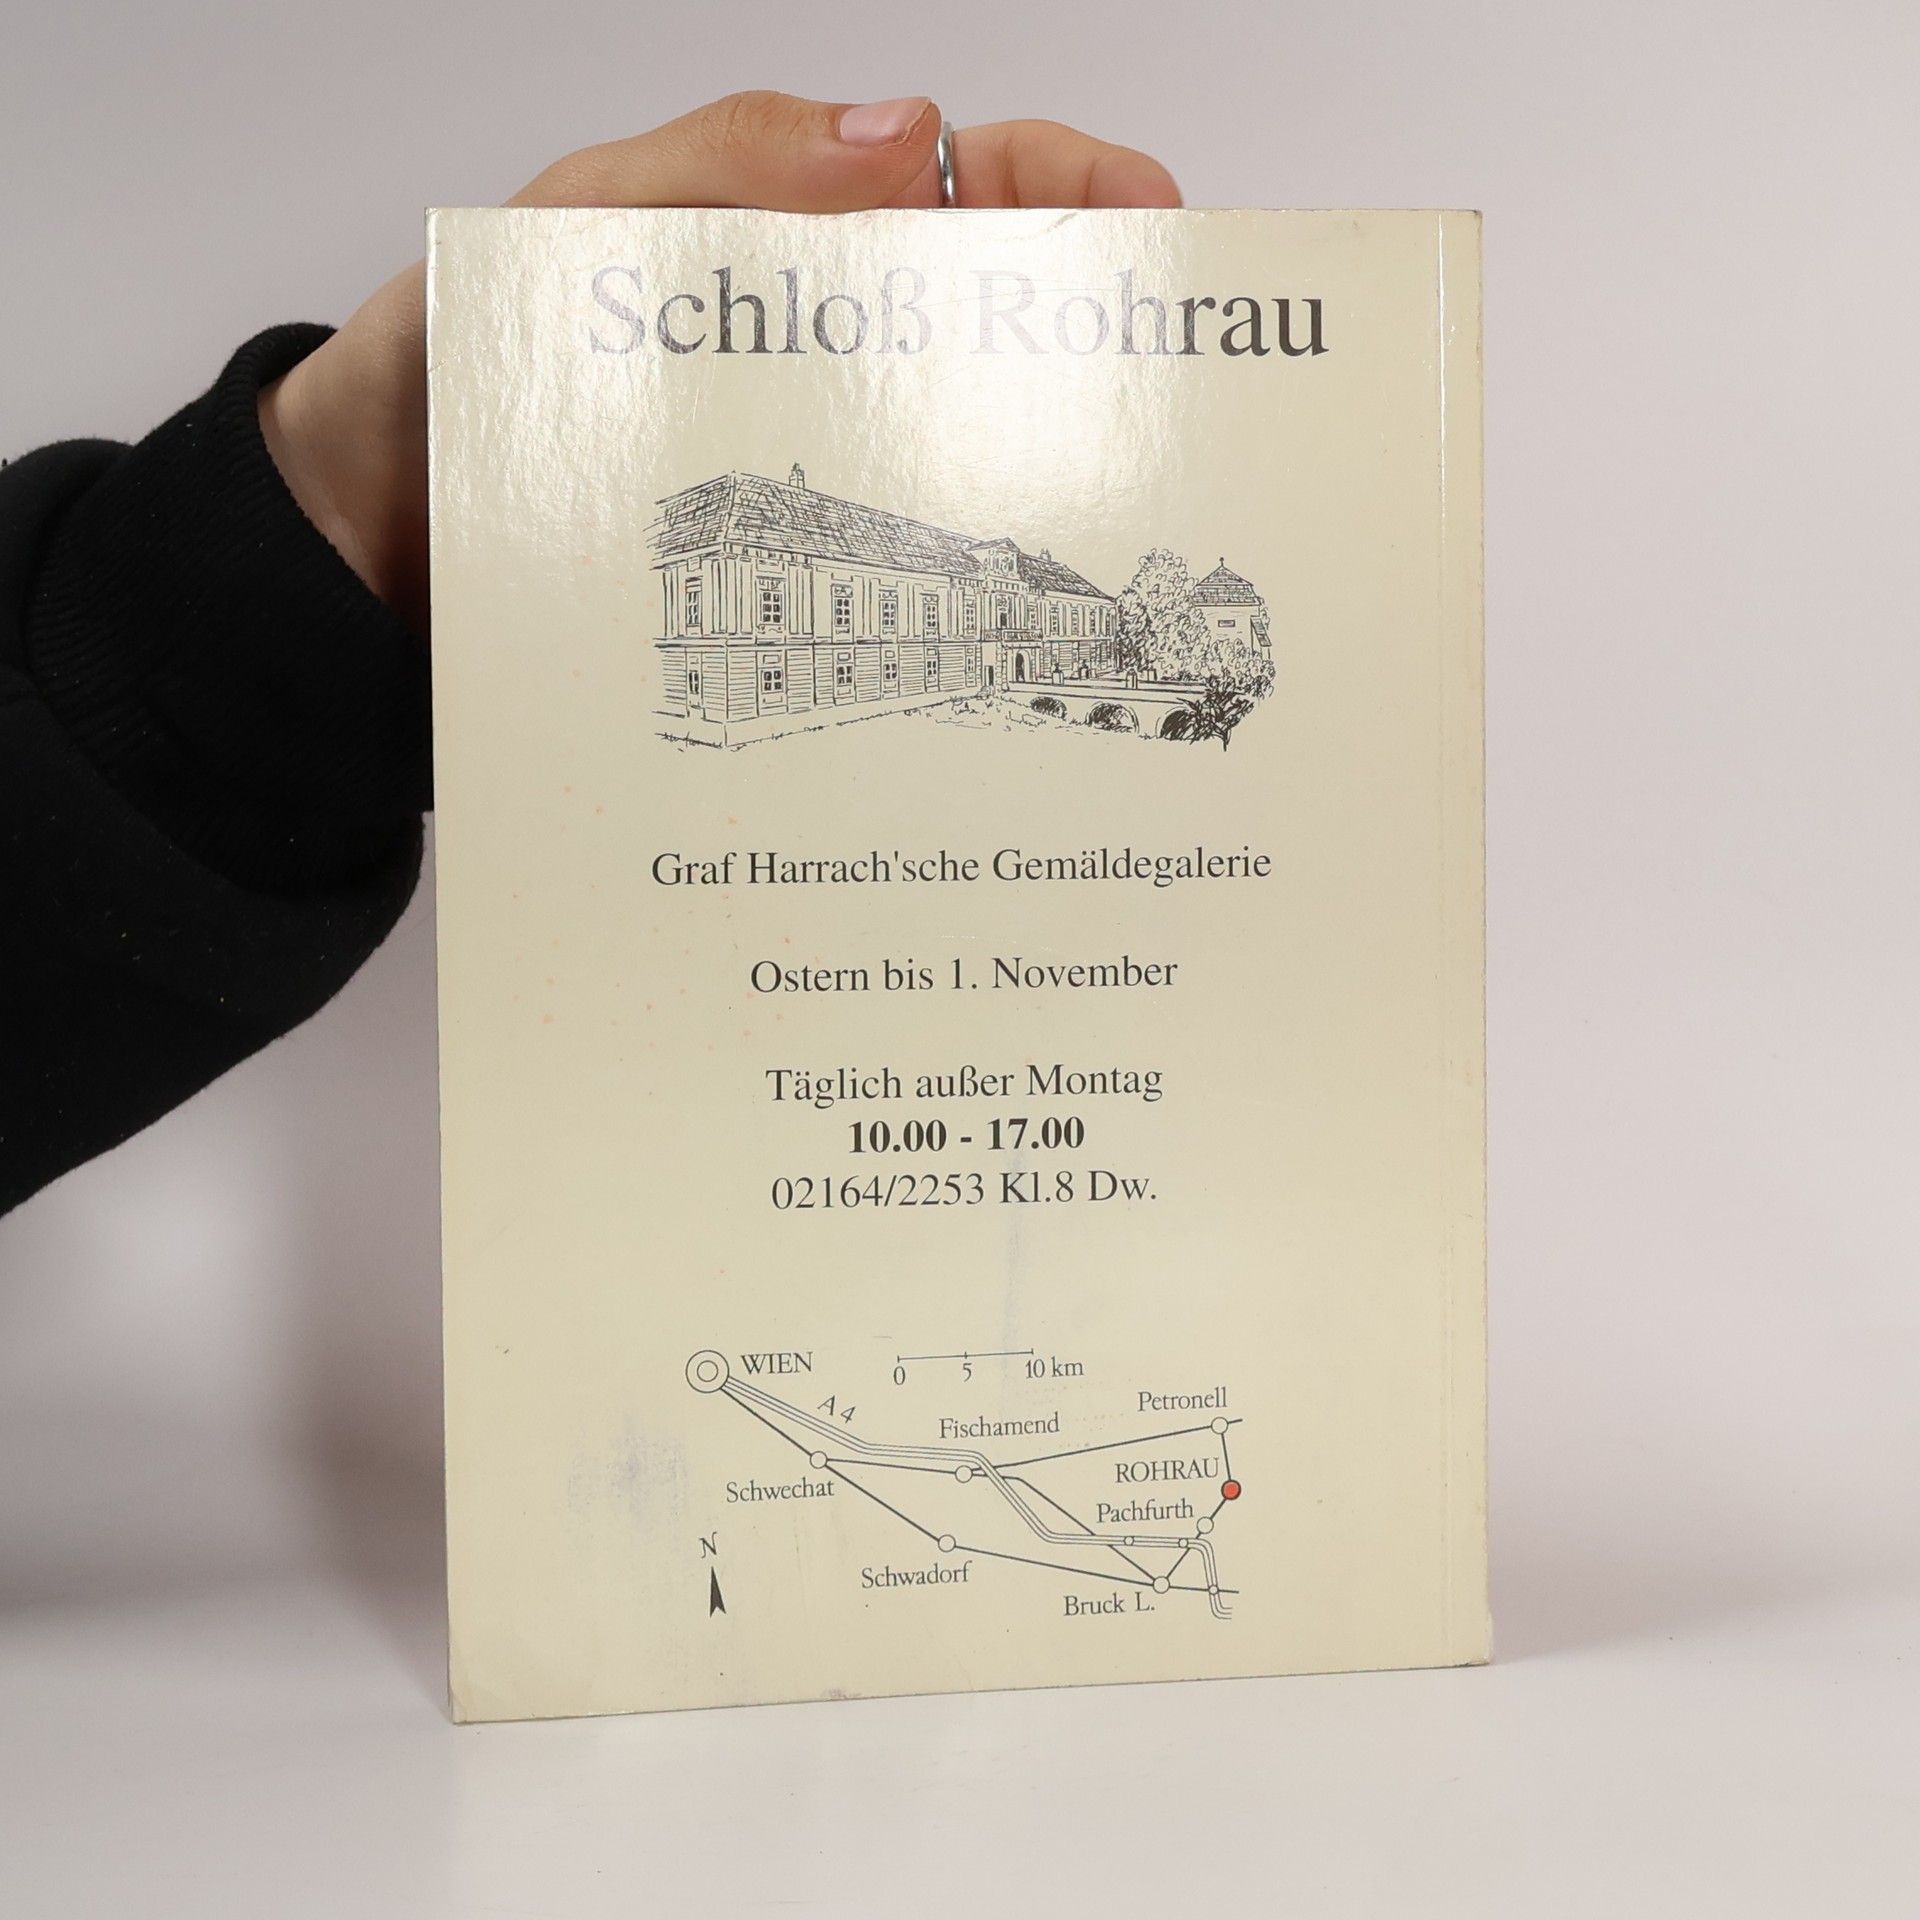 Schloß Rohrau
Graf Harrach'sche Gemäldegalerie
Ostern bis 1. November
Täglich außer Montag
10.00 - 17.00
02164/2253 Kl.8 Dw.
WIEN
0 5 10 km
A 4
Petronell
Fischamend
ROHRAU
Schwechat
Pachfurth
N
Schwadorf
Bruck L.